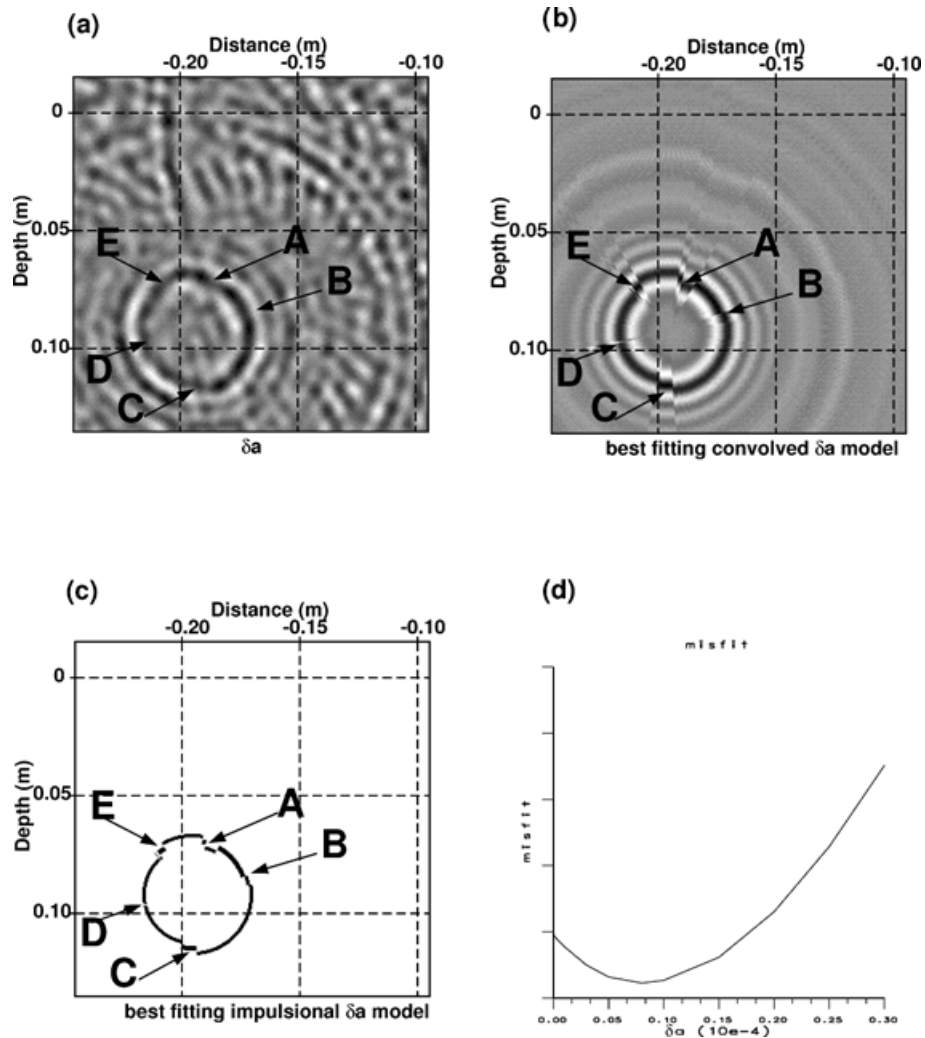 (a)
Distance (m)
-0.20 -0.15 -0.10
Depth (m)
0
0.05
0.10
E
A
B
D
C
δa
(b)
Distance (m)
-0.20 -0.15 -0.10
Depth (m)
0
0.05
0.10
E
A
B
D
C
best fitting convolved δa model
(c)
Distance (m)
-0.20 -0.15 -0.10
Depth (m)
0
0.05
0.10
E
A
B
D
C
best fitting impulsional δa model
(d)
misfit
misfit
0.00 0.05 0.10 0.15 0.20 0.25 0.30
δa (10e-4)